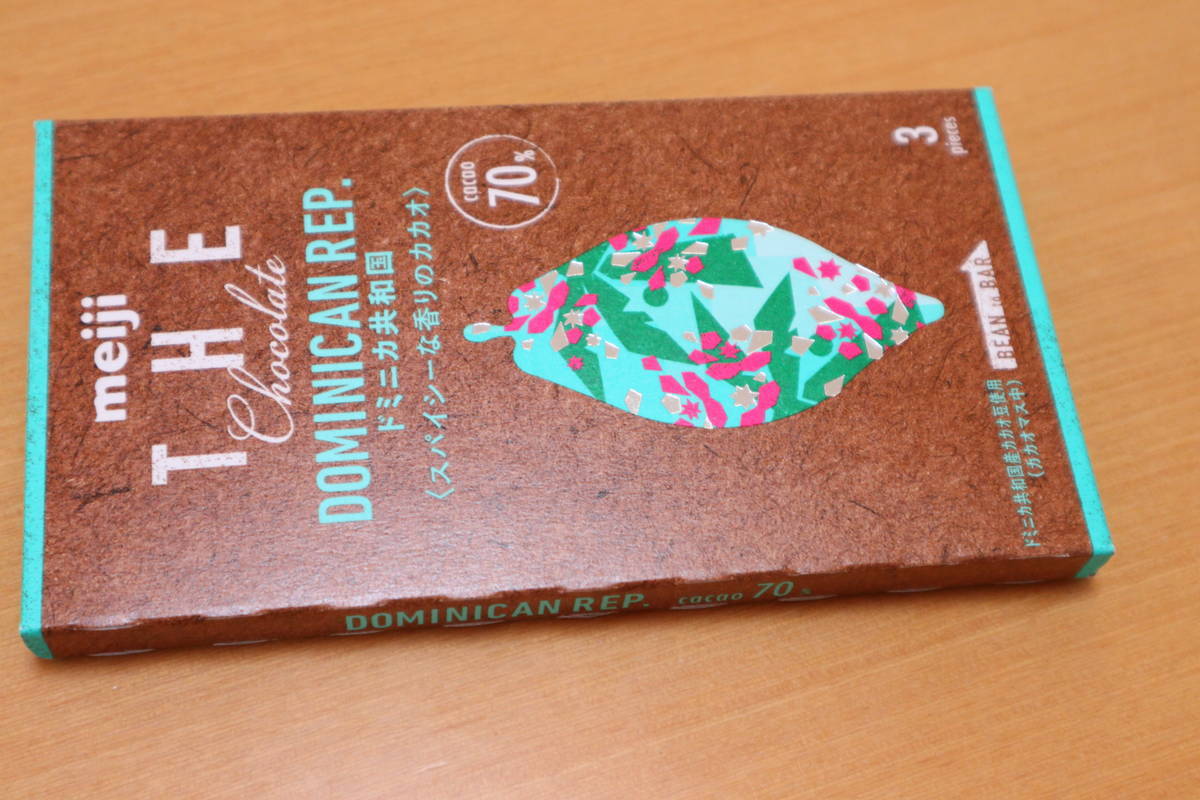 meiji
THE
Chocolate
DOMINICAN REP.
ドミニカ共和国
〈スパイシーな香りのカカオ〉
cacao
70%
BEAN to BAR
3
pieces
ドミニカ共和国産カカオ豆使用
(カカオマス中)
DOMINICAN REP. cacao 70%